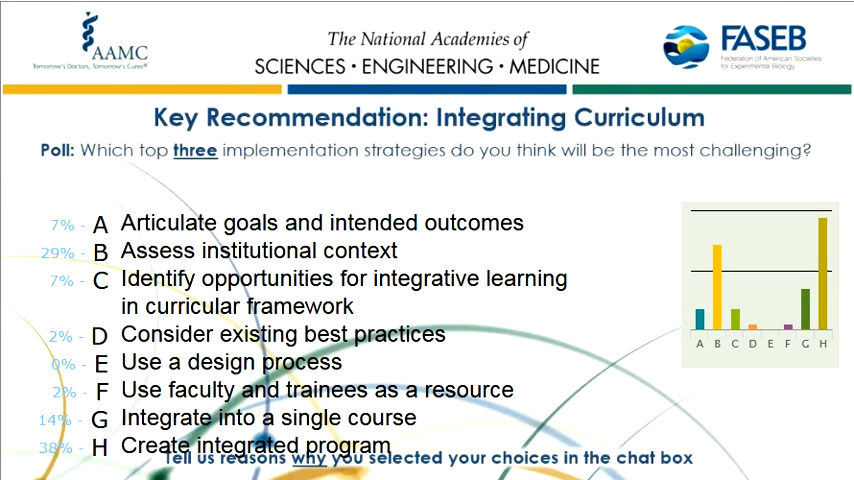 AAMC
Tomorrow's Doctors, Tomorrow's Cures®
The National Academies of
SCIENCES • ENGINEERING • MEDICINE
FASEB
Federation of American Societies
for Experimental Biology
Key Recommendation: Integrating Curriculum
Poll: Which top three implementation strategies do you think will be the most challenging?
7% - A Articulate goals and intended outcomes
29% - B Assess institutional context
7% - C Identify opportunities for integrative learning
in curricular framework
2% - D Consider existing best practices
0% - E Use a design process
2% - F Use faculty and trainees as a resource
14% - G Integrate into a single course
38% - H Create integrated program
A B C D E F G H
Tell us reasons why you selected your choices in the chat box